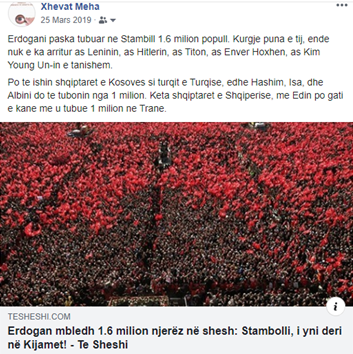 Xhevat Meha
25 Mars 2019 ·
Erdogani paska tubuar në Stambill 1.6 milion popull. Kurgje puna e tij, ende
nuk e ka arritur as Leninin, as Hitlerin, as Titon, as Enver Hoxhen, as Kim
Young Un-in e tanishem.
Po te ishin shqiptaret e Kosoves si turqit e Turqise, edhe Hashim, Isa, dhe
Albini do te tubonin nga 1 milion. Keta shqiptaret e Shqiperise, me Edin po gati
e kane me u tubue 1 milion ne Trane.
TESHESHI.COM
Erdogan mbledh 1.6 milion njerëz në shesh: Stambolli, i yni deri
në Kijamet! - Te Sheshi